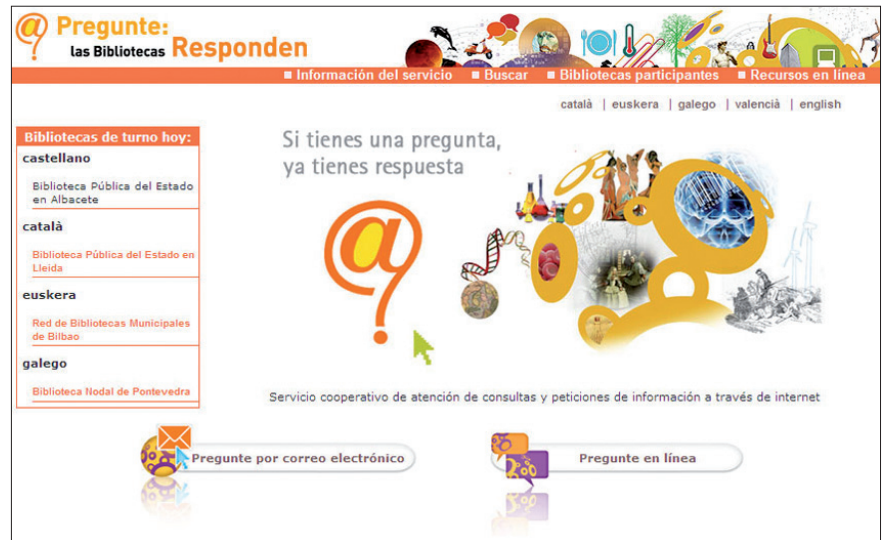 Pregunte:
las Bibliotecas Responden
Información del servicio Buscar Bibliotecas participantes Recursos en línea
català | euskera | galego | valencià | english
Bibliotecas de turno hoy:
castellano
Biblioteca Pública del Estado
en Albacete
català
Biblioteca Pública del Estado en
Lleida
euskera
Red de Bibliotecas Municipales
de Bilbao
galego
Biblioteca Nodal de Pontevedra
Si tienes una pregunta,
ya tienes respuesta
Servicio cooperativo de atención de consultas y peticiones de información a través de internet
Pregunte por correo electrónico
Pregunte en línea